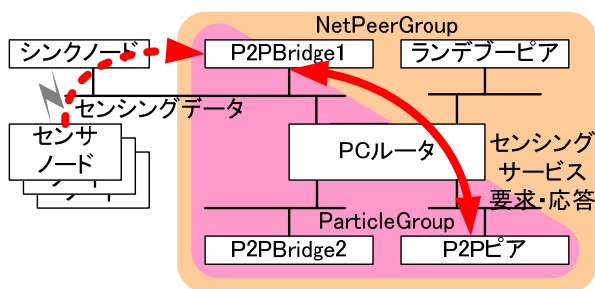 NetPeerGroup
シンクノード
P2PBridge1
ランデブーピア
センシングデータ
センサ
ノード
PCルータ
センシング
サービス
要求・応答
ParticleGroup
P2PBridge2
P2Pピア